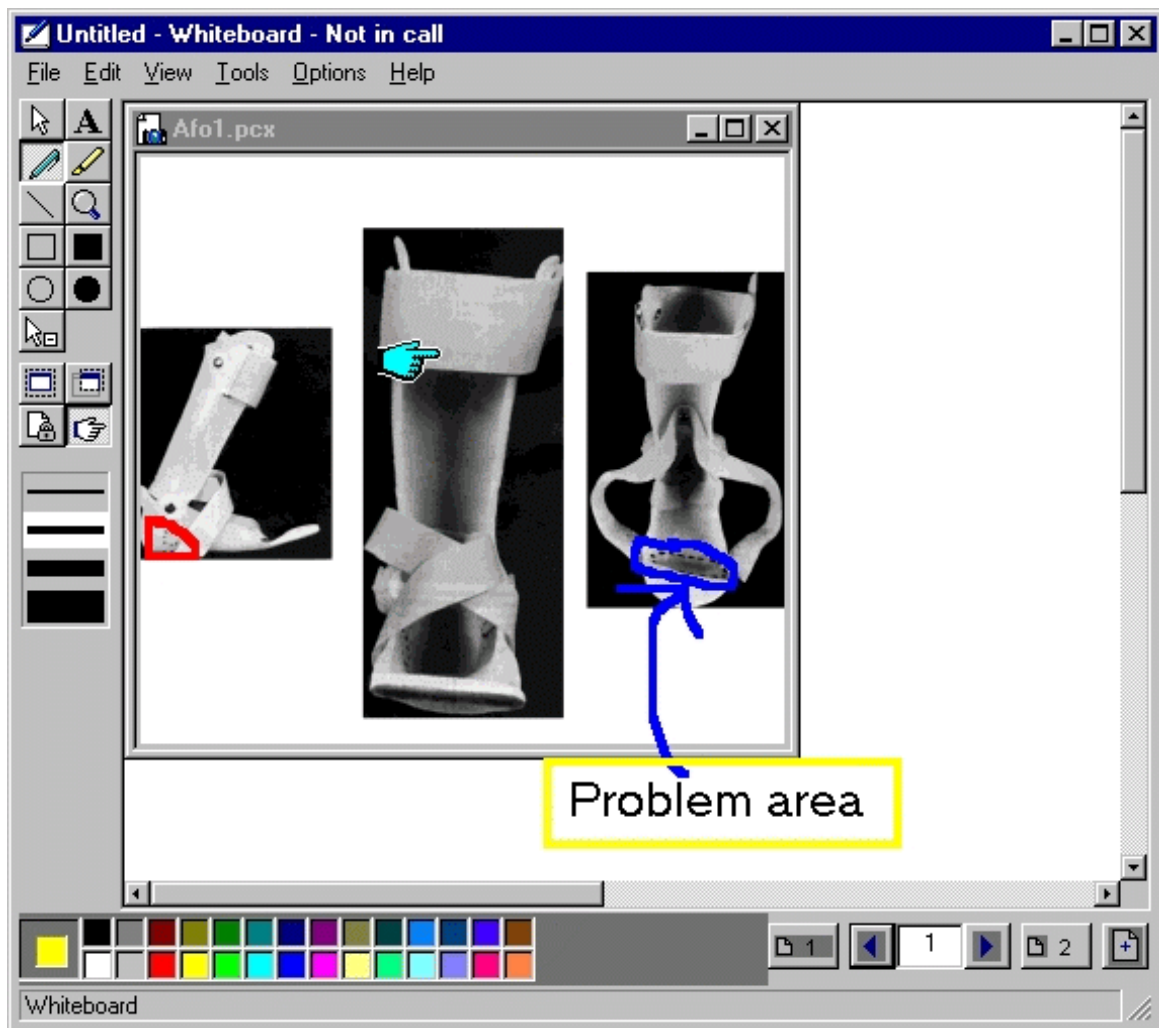 Untitled - Whiteboard - Not in call
File Edit View Tools Options Help
A
Afo1.pcx
Problem area
1 1 2
Whiteboard